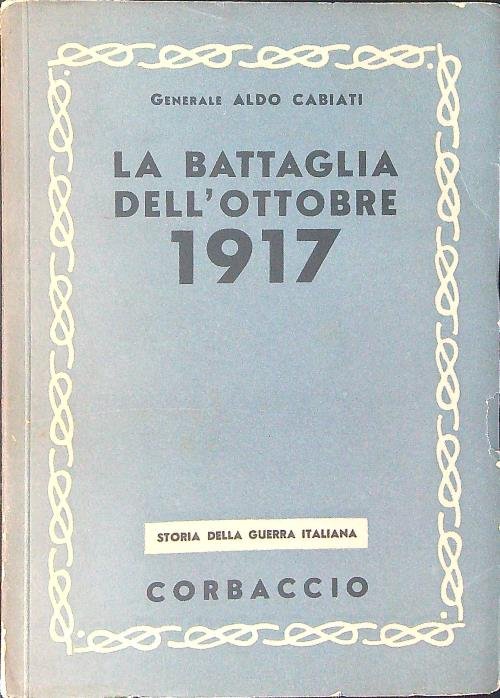 GENERALE ALDO CABIATI
LA BATTAGLIA
DELL'OTTOBRE
1917
STORIA DELLA GUERRA ITALIANA
CORBACCIO